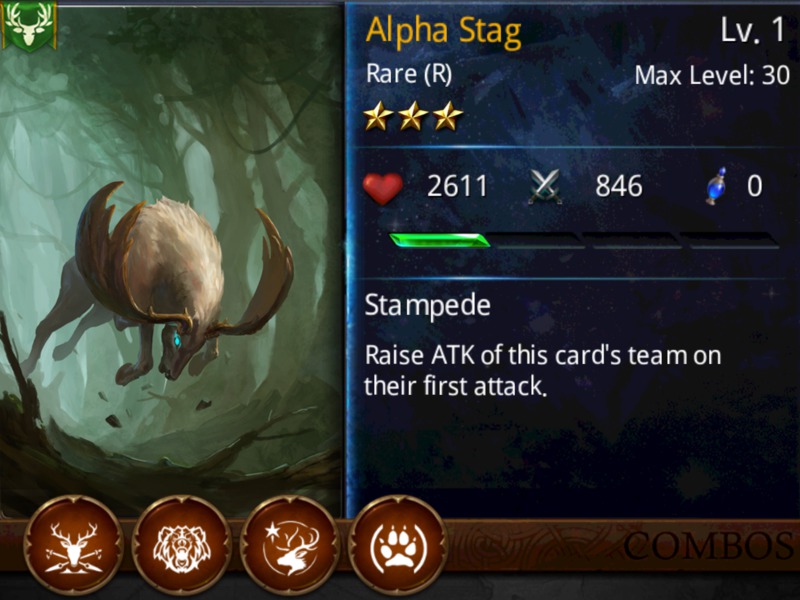 Alpha Stag
Lv. 1
Rare (R)
Max Level: 30
2611
846
0
Stampede
Raise ATK of this card's team on
their first attack.
COMBOS